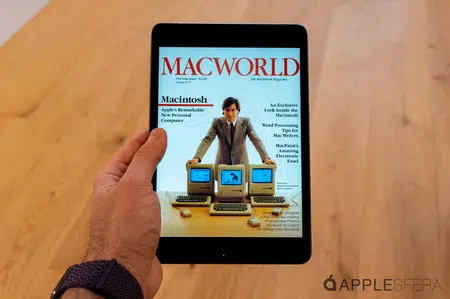 MACWORLD
The Macintosh Magazine
Macintosh
Apple's Remarkable
New Personal
Computer
An Exclusive
Look Inside the
Macintosh
Word Processing
Tips for
Mac Writers
MacPaint's
Amazing
Electronic
Easel
APPLESFERA